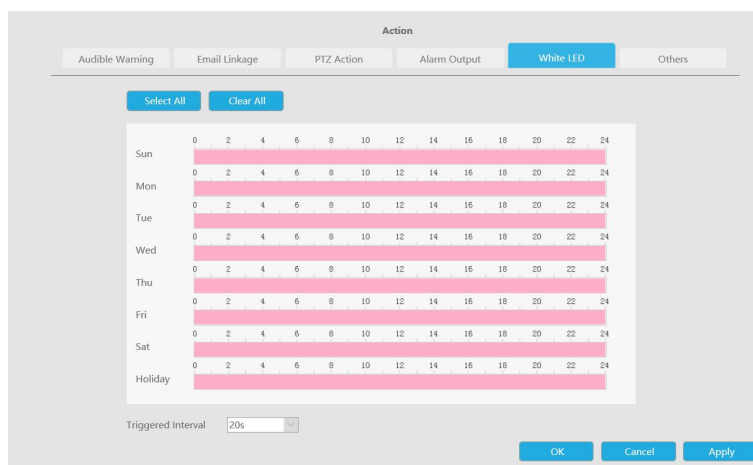 Action
Audible Warning Email Linkage PTZ Action Alarm Output White LED Others
Select All Clear All
0 2 4 6 8 10 12 14 16 18 20 22 24
Sun
0 2 4 6 8 10 12 14 16 18 20 22 24
Mon
0 2 4 6 8 10 12 14 16 18 20 22 24
Tue
0 2 4 6 8 10 12 14 16 18 20 22 24
Wed
0 2 4 6 8 10 12 14 16 18 20 22 24
Thu
0 2 4 6 8 10 12 14 16 18 20 22 24
Fri
0 2 4 6 8 10 12 14 16 18 20 22 24
Sat
0 2 4 6 8 10 12 14 16 18 20 22 24
Holiday
Triggered Interval 20s
OK Cancel Apply